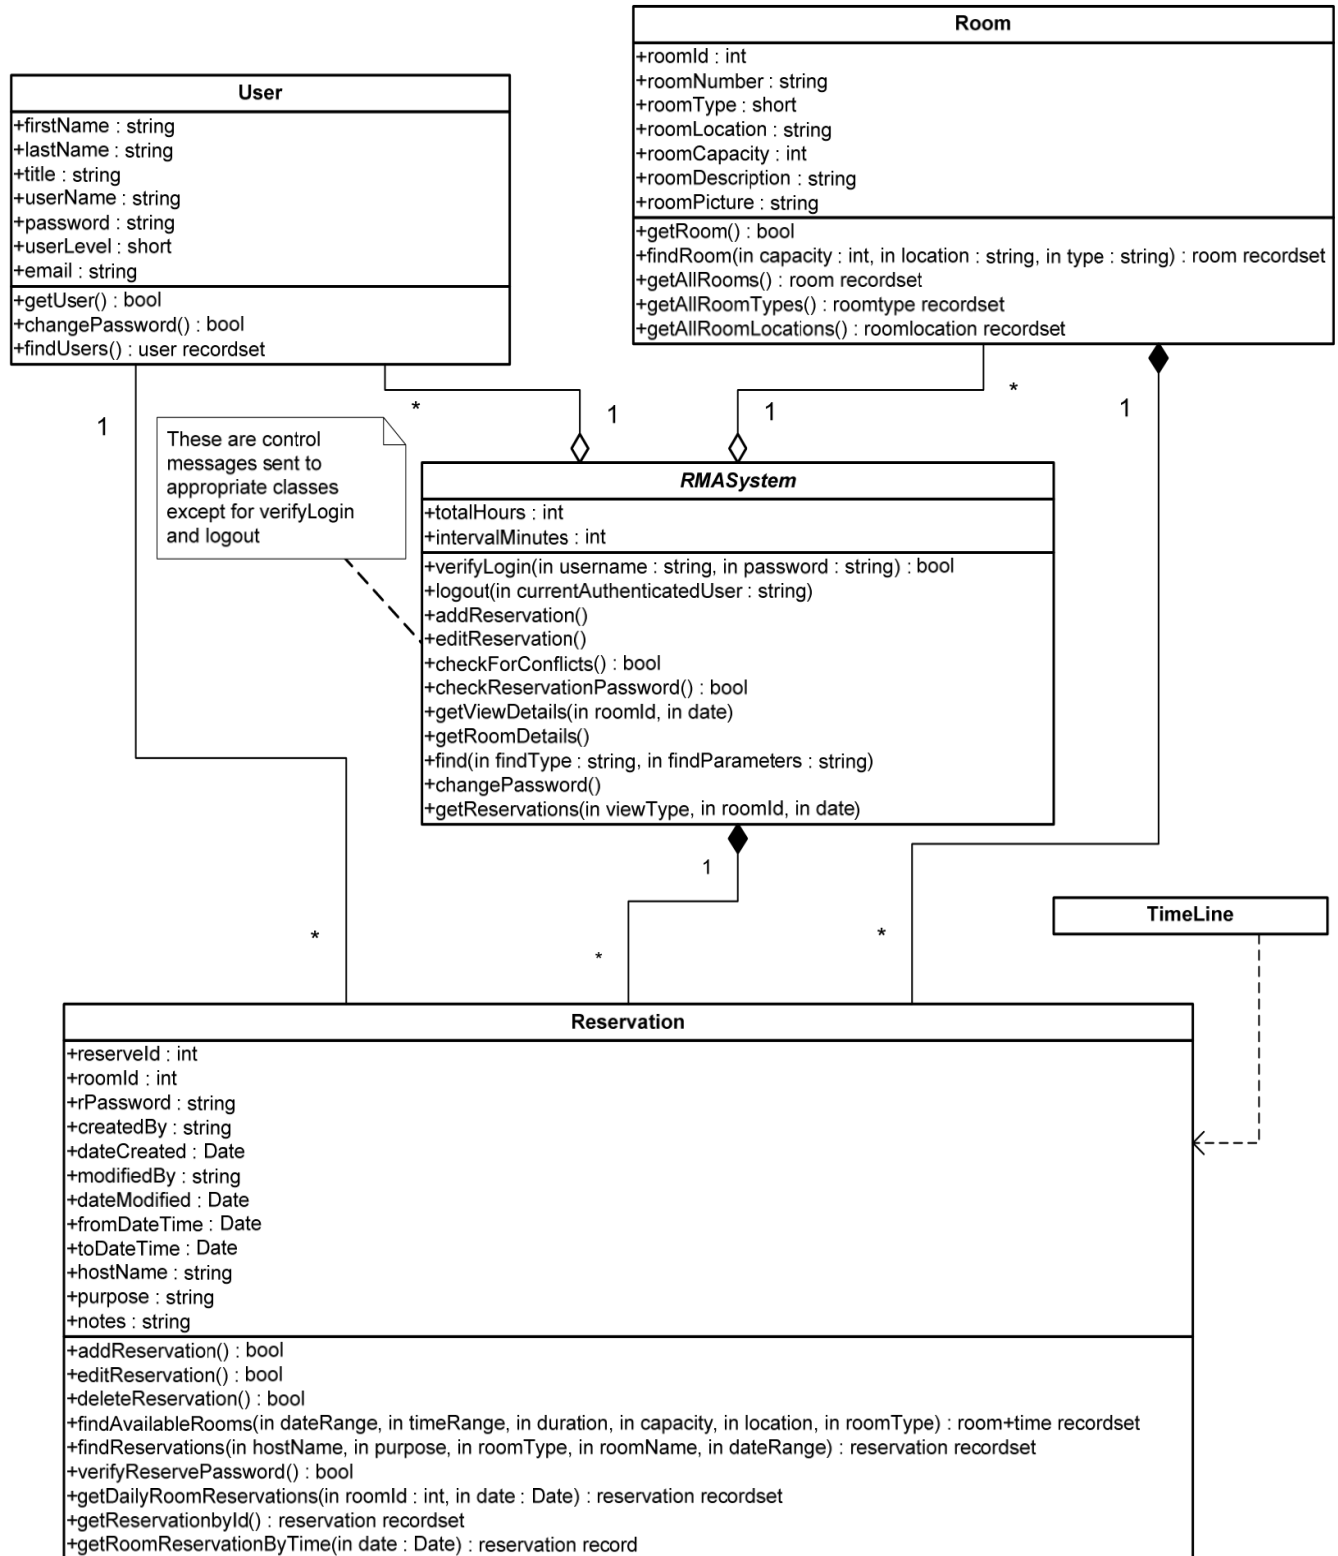 Room
+roomId : int
+roomNumber : string
+roomType : short
+roomLocation : string
+roomCapacity : int
+roomDescription : string
+roomPicture : string
+getRoom() : bool
+findRoom(in capacity : int, in location : string, in type : string) : room recordset
+getAllRooms() : room recordset
+getAllRoomTypes() : roomtype recordset
+getAllRoomLocations() : roomlocation recordset
User
+firstName : string
+lastName : string
+title : string
+userName : string
+password : string
+userLevel : short
+email : string
+getUser() : bool
+changePassword() : bool
+findUsers() : user recordset
1
*
1
1
*
1
These are control
messages sent to
appropriate classes
except for verifyLogin
and logout
RMASystem
+totalHours : int
+intervalMinutes : int
+verifyLogin(in username : string, in password : string) : bool
+logout(in currentAuthenticatedUser : string)
+addReservation()
+editReservation()
+checkForConflicts() : bool
+checkReservationPassword() : bool
+getViewDetails(in roomId, in date)
+getRoomDetails()
+find(in findType : string, in findParameters : string)
+changePassword()
+getReservations(in viewType, in roomId, in date)
1
*
*
*
TimeLine
Reservation
+reserveId : int
+roomId : int
+rPassword : string
+createdBy : string
+dateCreated : Date
+modifiedBy : string
+dateModified : Date
+fromDateTime : Date
+toDateTime : Date
+hostName : string
+purpose : string
+notes : string
+addReservation() : bool
+editReservation() : bool
+deleteReservation() : bool
+findAvailableRooms(in dateRange, in timeRange, in duration, in capacity, in location, in roomType) : room+time recordset
+findReservations(in hostName, in purpose, in roomType, in roomName, in dateRange) : reservation recordset
+verifyReservePassword() : bool
+getDailyRoomReservations(in roomId : int, in date : Date) : reservation recordset
+getReservationbyId() : reservation recordset
+getRoomReservationByTime(in date : Date) : reservation record